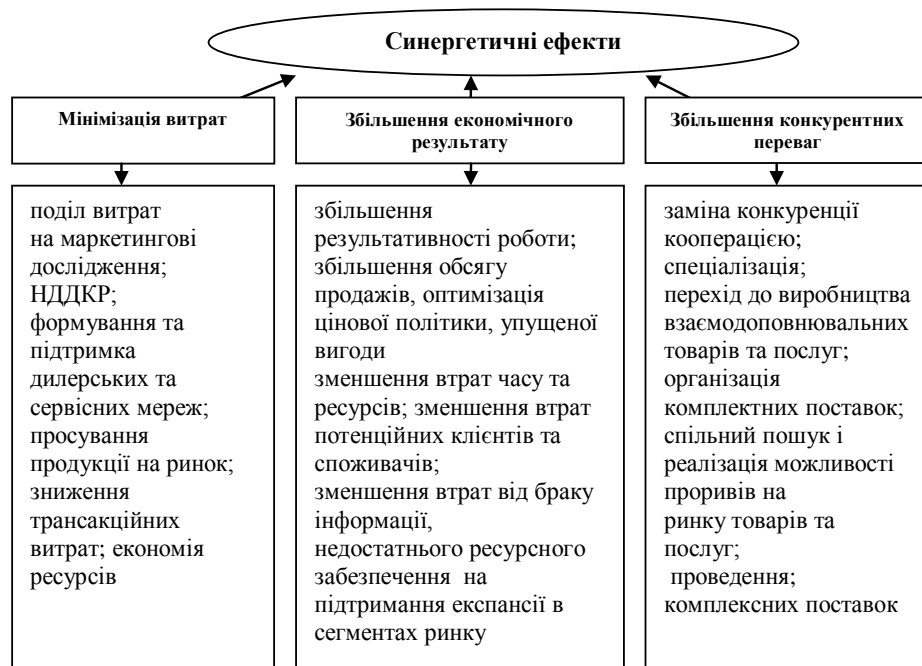 Синергетичні ефекти
Мінімізація витрат
Збільшення економічного
результату
Збільшення конкурентних
переваг
поділ витрат
на маркетингові
дослідження;
НДДКР;
формування та
підтримка
дилерських та
сервісних мереж;
просування
продукції на ринок;
зниження
трансакційних
витрат; економія
ресурсів
збільшення
результативності роботи;
збільшення обсягу
продажів, оптимізація
цінової політики, упущеної
вигоди
зменшення втрат часу та
ресурсів; зменшення втрат
потенційних клієнтів та
споживачів;
зменшення втрат від браку
інформації,
недостатнього ресурсного
забезпечення на
підтримання експансії в
сегментах ринку
заміна конкуренції
кооперацією;
спеціалізація;
перехід до виробництва
взаємодоповнювальних
товарів та послуг;
організація
комплектних поставок;
спільний пошук і
реалізація можливості
проривів на
ринку товарів та
послуг;
проведення;
комплексних поставок